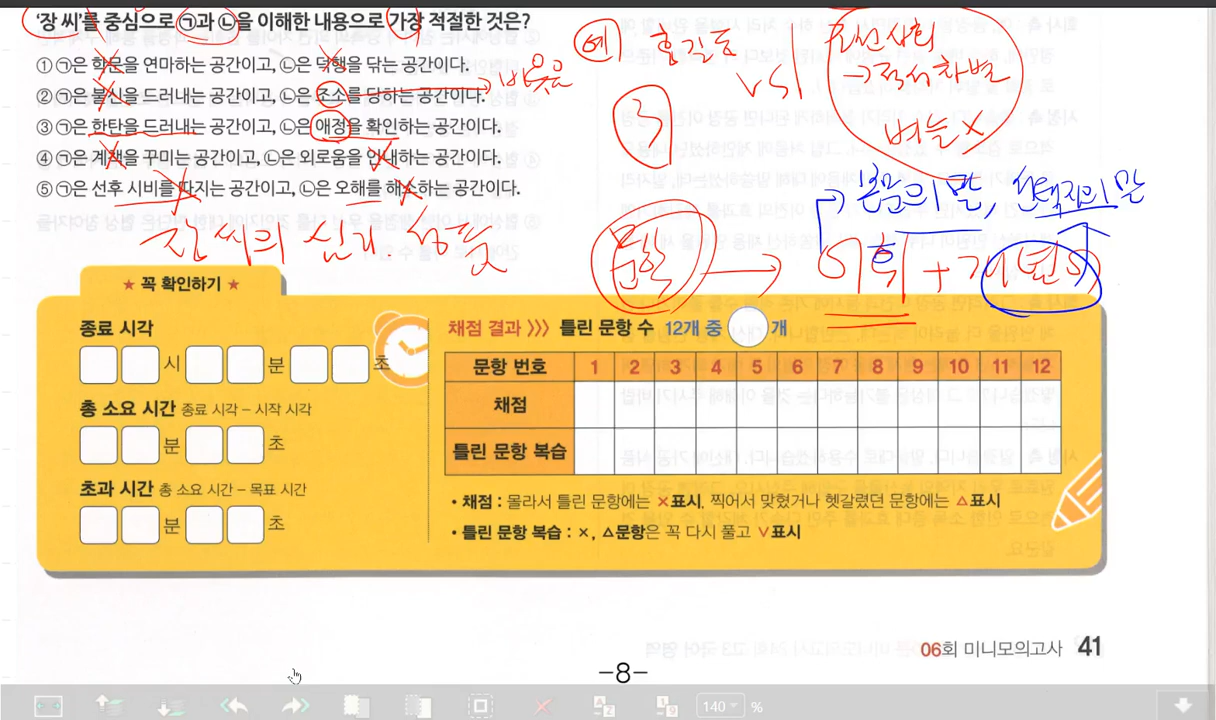 '장 씨'를 중심으로 ㉠과 ㉡을 이해한 내용으로 가장 적절한 것은?
① ㉠은 학문을 연마하는 공간이고, ㉡은 덕행을 닦는 공간이다.
② ㉠은 불신을 드러내는 공간이고, ㉡은 조소를 당하는 공간이다.
③ ㉠은 한탄을 드러내는 공간이고, ㉡은 애정을 확인하는 공간이다.
④ ㉠은 계책을 꾸미는 공간이고, ㉡은 외로움을 인내하는 공간이다.
⑤ ㉠은 선후 시비를 따지는 공간이고, ㉡은 오해를 해소하는 공간이다.
비웃음
장 씨의 심리. 상황
예 홍길동
VS
조선사회
→ 적서차별
버틀 X
3
→ 본문의 말, 선택지의 말
문학 → 어휘 + 개념어
★ 꼭 확인하기 ★
종료 시각
시 분 초
총 소요 시간 종료 시각 – 시작 시각
분 초
초과 시간 총 소요 시간 – 목표 시간
분 초
채점 결과 >>> 틀린 문항 수 12개 중 개
문항 번호 1 2 3 4 5 6 7 8 9 10 11 12
채점
틀린 문항 복습
• 채점 : 몰라서 틀린 문항에는 ×표시, 찍어서 맞혔거나 헷갈렸던 문항에는 △표시
• 틀린 문항 복습 : ×, △문항은 꼭 다시 풀고 ∨표시
06회 미니모의고사 41
–8–
140 %